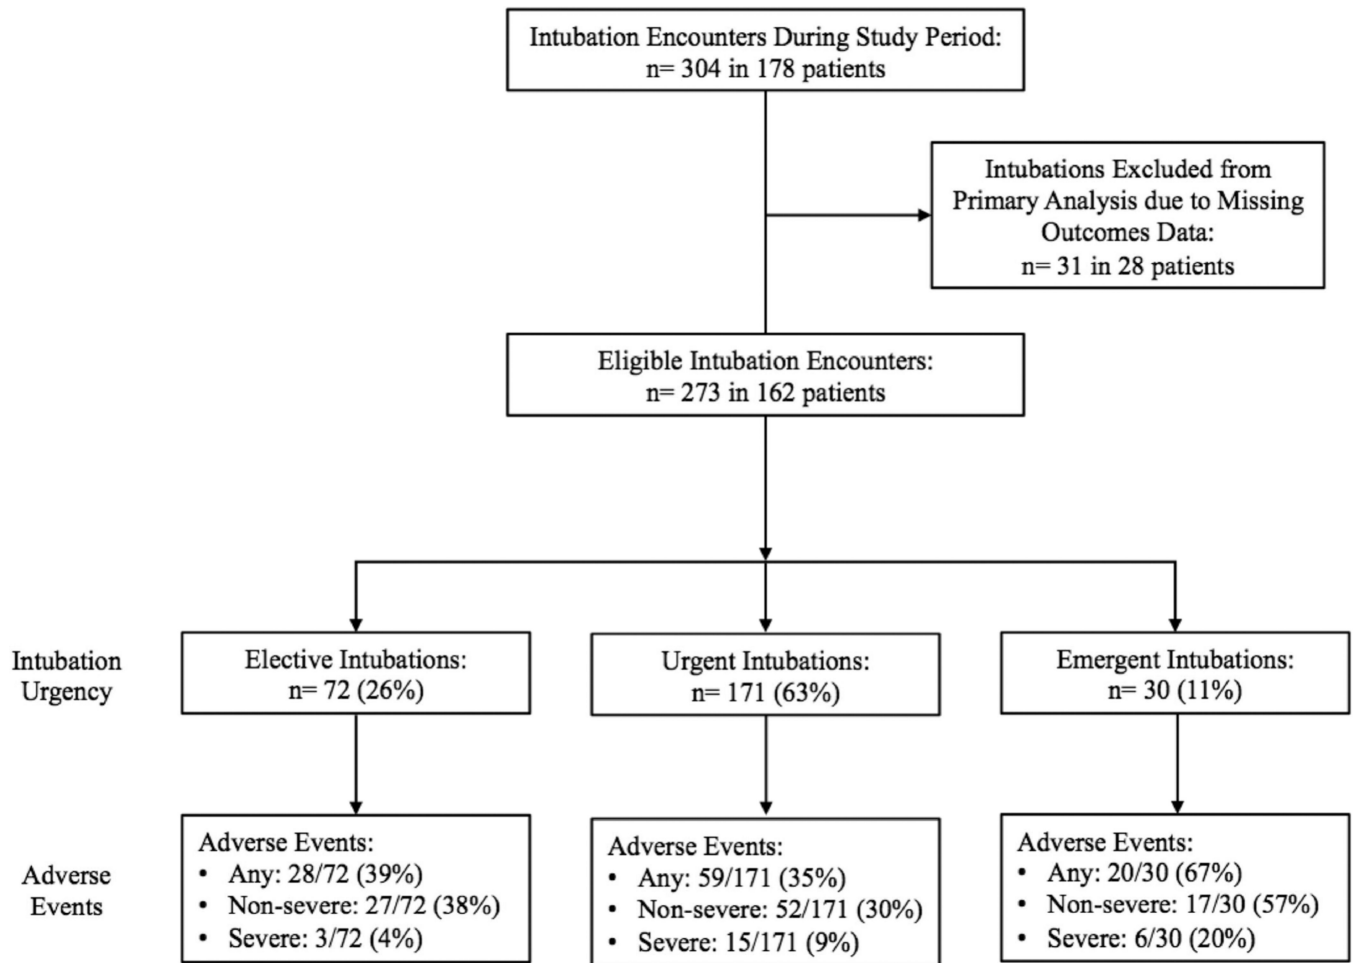 Intubation Encounters During Study Period:
n= 304 in 178 patients
Intubations Excluded from
Primary Analysis due to Missing
Outcomes Data:
n= 31 in 28 patients
Eligible Intubation Encounters:
n= 273 in 162 patients
Intubation
Urgency
Elective Intubations:
n= 72 (26%)
Urgent Intubations:
n= 171 (63%)
Emergent Intubations:
n= 30 (11%)
Adverse
Events
Adverse Events:
• Any: 28/72 (39%)
• Non-severe: 27/72 (38%)
• Severe: 3/72 (4%)
Adverse Events:
• Any: 59/171 (35%)
• Non-severe: 52/171 (30%)
• Severe: 15/171 (9%)
Adverse Events:
• Any: 20/30 (67%)
• Non-severe: 17/30 (57%)
• Severe: 6/30 (20%)